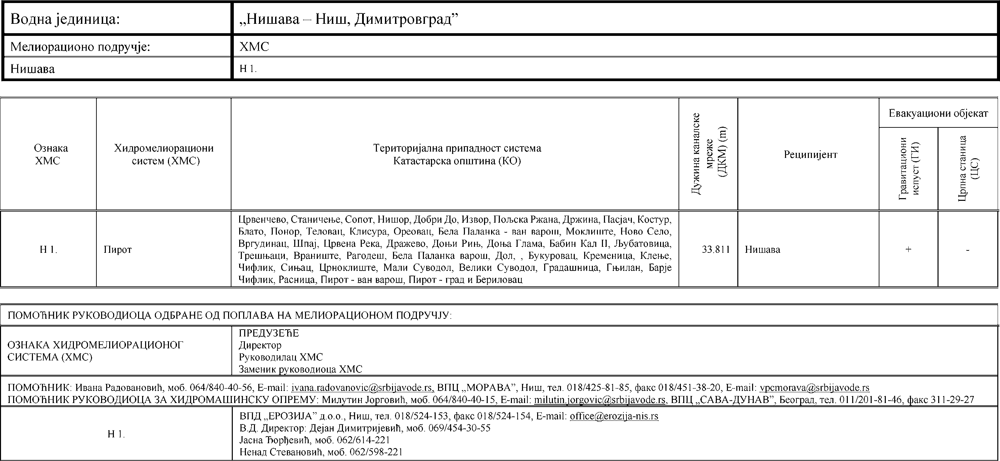 Водна јединица: „Нишава – Ниш, Димитровград”
Мелиорационо подручје: ХМС
Нишава Н 1.
Ознака
ХМС
Хидромелиорациони
систем (ХМС)
Територијална припадност система
Катастарска општина (КО)
Дужина каналске
мреже
(ДКМ) (m)
Реципијент
Евакуациони објекат
Гравитациони
испуст (ГИ)
Црпна станица
(ЦС)
Н 1.
Пирот
Црвенчево, Станичење, Сопот, Нишор, Добри До, Извор, Пољска Ржана, Држина, Пасјач, Костур,
Блато, Понор, Теловац, Клисура, Ореовац, Бела Паланка - ван варош, Моклиште, Ново Село,
Вргудинац, Шпај, Црвена Река, Дражево, Доњи Рињ, Доња Глама, Бабин Кал II, Љубатовица,
Трешњаци, Враниште, Рагодеш, Бела Паланка варош, Дол, , Букуровац, Кременица, Клење,
Чифлик, Сињац, Црноклиште, Мали Суводол, Велики Суводол, Градашница, Гњилан, Барје
Чифлик, Расница, Пирот - ван варош, Пирот - град и Бериловац
33.811
Нишава
+
-
ПОМОЋНИК РУКОВОДИОЦА ОДБРАНЕ ОД ПОПЛАВА НА МЕЛИОРАЦИОНОМ ПОДРУЧЈУ:
ОЗНАКА ХИДРОМЕЛИОРАЦИОНОГ
СИСТЕМА (ХМС)
ПРЕДУЗЕЋЕ
Директор
Руководилац ХМС
Заменик руководиоца ХМС
ПОМОЋНИК: Ивана Радовановић, моб. 064/840-40-56, E-mail: ivana.radovanovic@srbijavode.rs, ВПЦ „МОРАВА”, Ниш, тел. 018/425-81-85, факс 018/451-38-20, E-mail: vpcmorava@srbijavode.rs
ПОМОЋНИК РУКОВОДИОЦА ЗА ХИДРОМАШИНСКУ ОПРЕМУ: Милутин Јорговић, моб. 064/840-40-15, E-mail: milutin.jorgovic@srbijavode.rs, ВПЦ „САВА-ДУНАВ”, Београд, тел. 011/201-81-46, факс 311-29-27
Н 1.
ВПД „ЕРОЗИЈА” д.о.о., Ниш, тел. 018/524-153, факс 018/524-154, E-mail: office@erozija-nis.rs
В.Д. Директор: Дејан Димитријевић, моб. 069/454-30-55
Јасна Ђорђевић, моб. 062/614-221
Ненад Стевановић, моб. 062/598-221